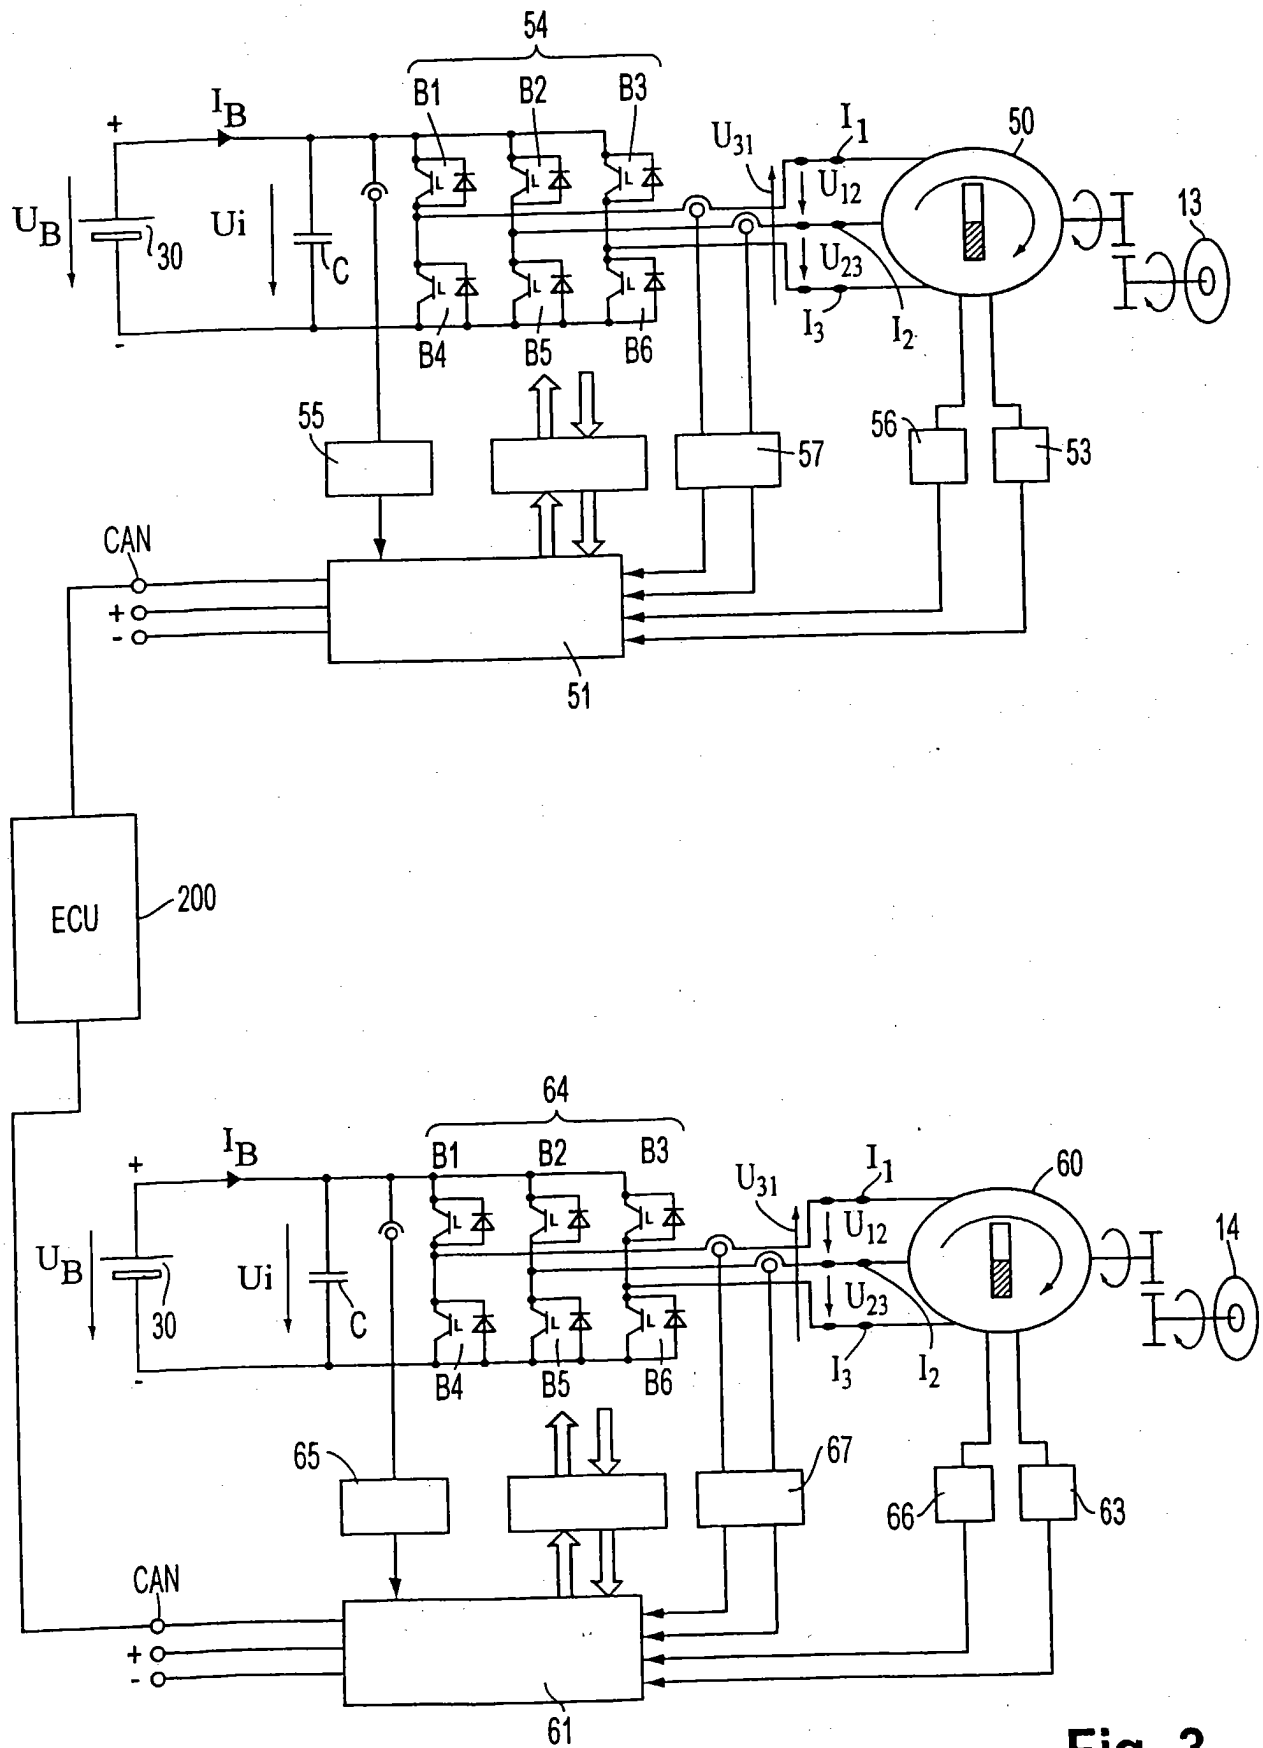 54
B1 B2 B3
I_B
+
U_31
I_1
50
U_B
30
Ui
C
U_12
U_23
13
-
B4 B5 B6
I_3
I_2
55
57
56
53
CAN
+
-
51
ECU
200
64
B1 B2 B3
I_B
+
U_31
I_1
60
U_B
30
Ui
C
U_12
U_23
14
-
B4 B5 B6
I_3
I_2
65
67
66
63
CAN
+
-
61